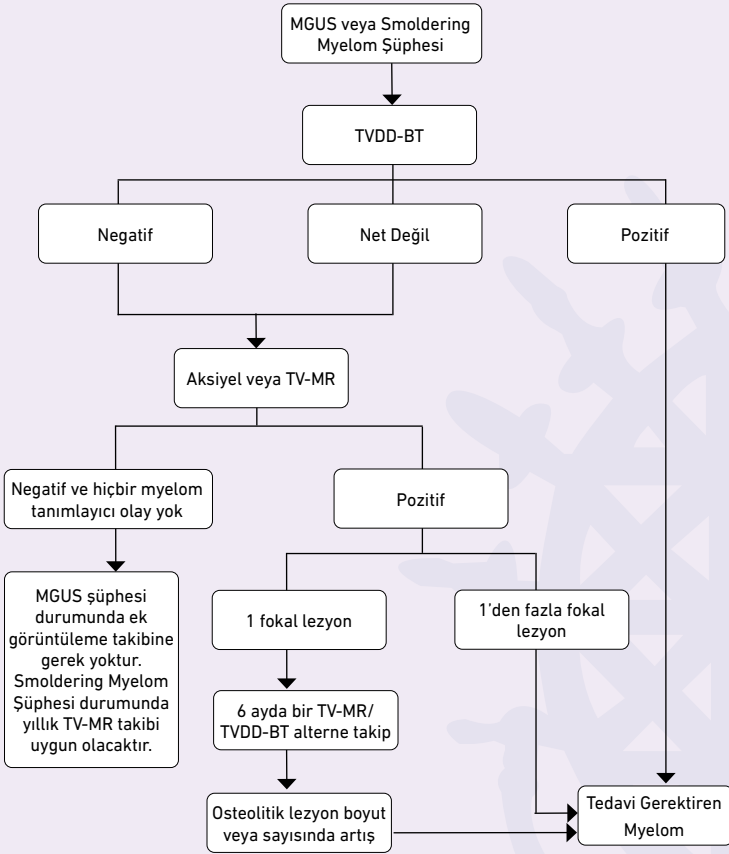 MGUS veya Smoldering
Myelom Şüphesi
TVDD-BT
Negatif
Net Değil
Pozitif
Aksiyel veya TV-MR
Negatif ve hiçbir myelom
tanımlayıcı olay yok
Pozitif
MGUS şüphesi
durumunda ek
görüntüleme takibine
gerek yoktur.
Smoldering Myelom
Şüphesi durumunda
yıllık TV-MR takibi
uygun olacaktır.
1 fokal lezyon
1'den fazla fokal
lezyon
6 ayda bir TV-MR/
TVDD-BT alterne takip
Osteolitik lezyon boyut
veya sayısında artış
Tedavi Gerektiren
Myelom